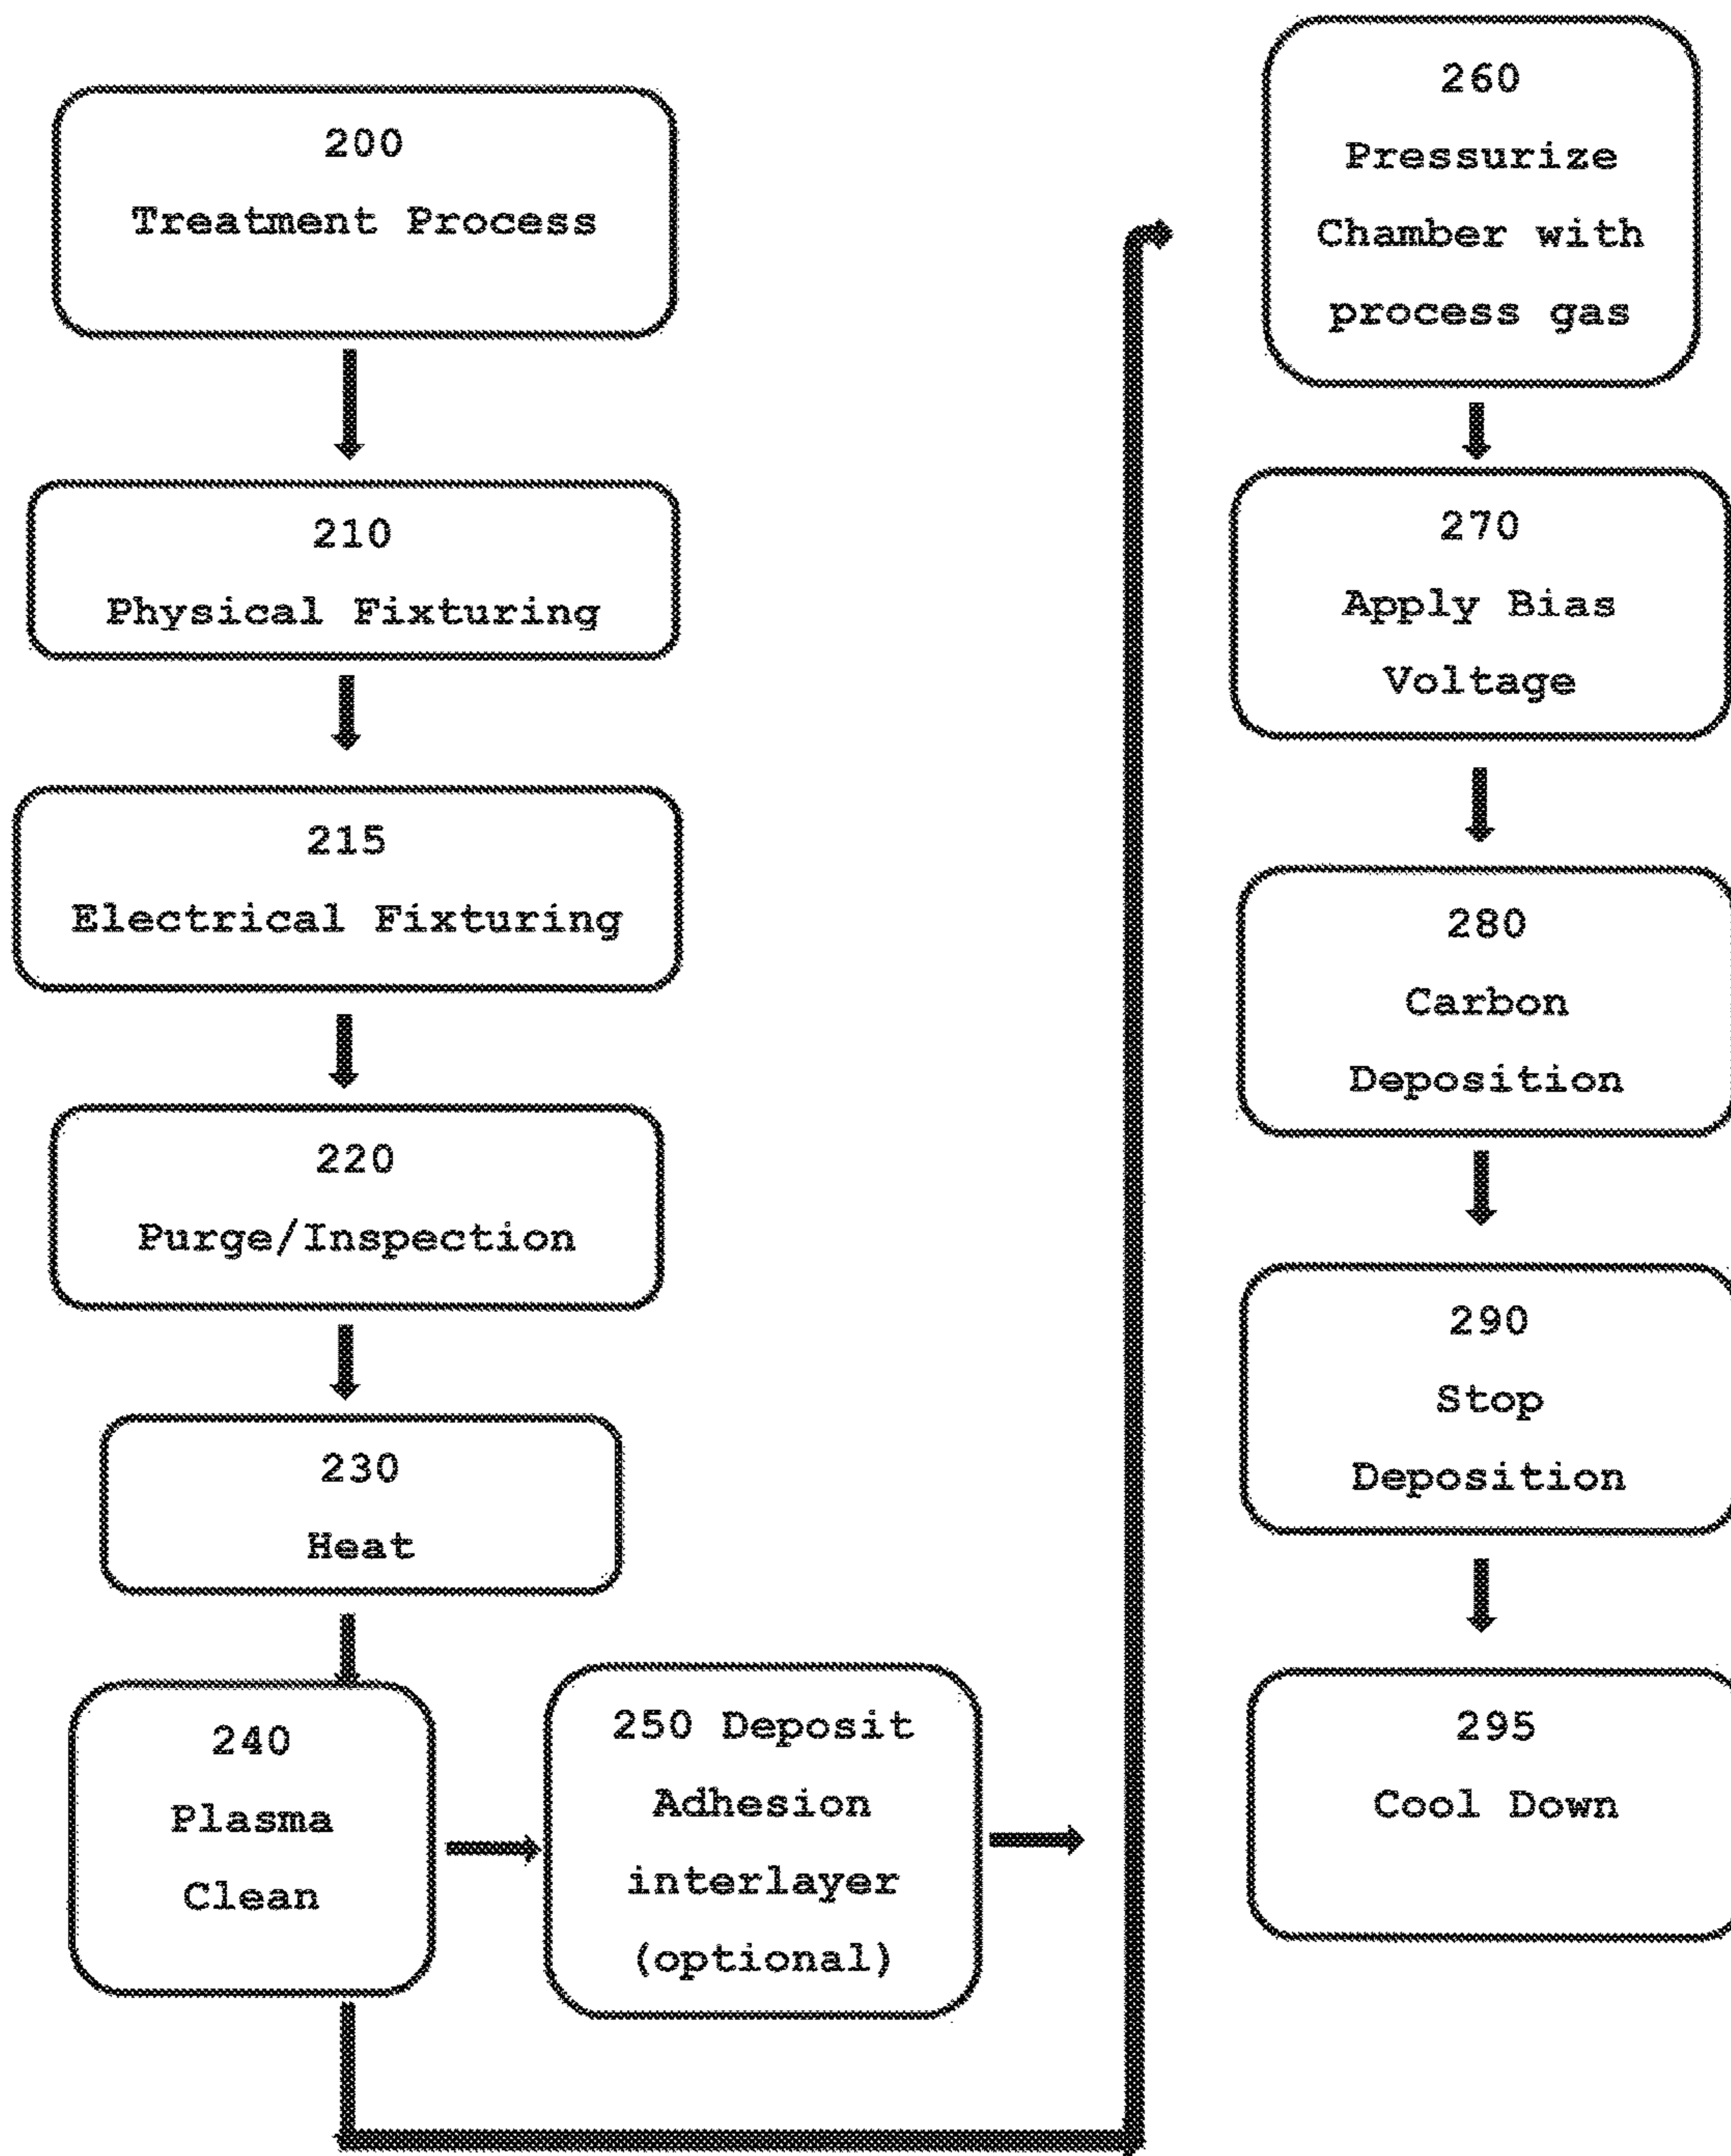 200
Treatment Process
210
Physical Fixturing
215
Electrical Fixturing
220
Purge/Inspection
230
Heat
240
Plasma
Clean
250 Deposit
Adhesion
interlayer
(optional)
260
Pressurize
Chamber with
process gas
270
Apply Bias
Voltage
280
Carbon
Deposition
290
Stop
Deposition
295
Cool Down